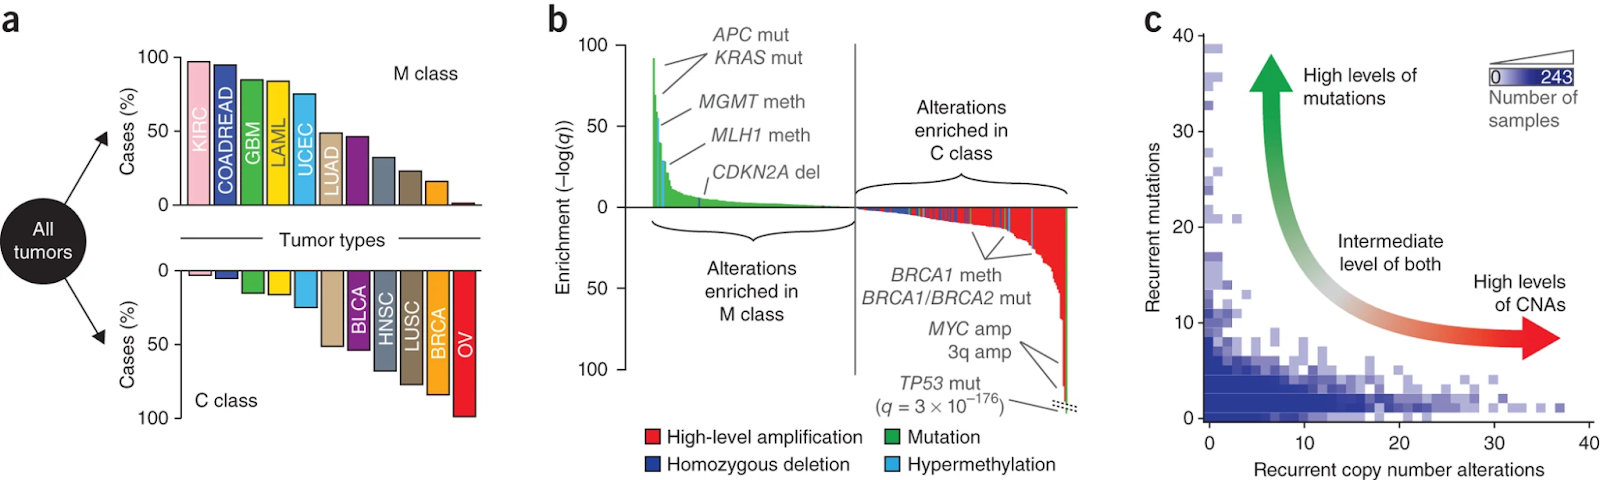 a
100
50
0
Cases (%)
M class
KIRC
COADREAD
GBM
LAML
UCEC
LUAD
All
tumors
Tumor types
0
50
100
Cases (%)
C class
BLCA
HNSC
LUSC
BRCA
OV
b
100
50
0
50
100
Enrichment (–log(q))
APC mut
KRAS mut
MGMT meth
MLH1 meth
CDKN2A del
Alterations
enriched in
C class
Alterations
enriched in
M class
BRCA1 meth
BRCA1/BRCA2 mut
MYC amp
3q amp
TP53 mut
(q = 3 × 10⁻¹⁷⁶)
High-level amplification
Mutation
Homozygous deletion
Hypermethylation
c
40
30
20
10
0
Recurrent mutations
High levels of
mutations
0 243
Number of
samples
Intermediate
level of both
High levels
of CNAs
0 10 20 30 40
Recurrent copy number alterations